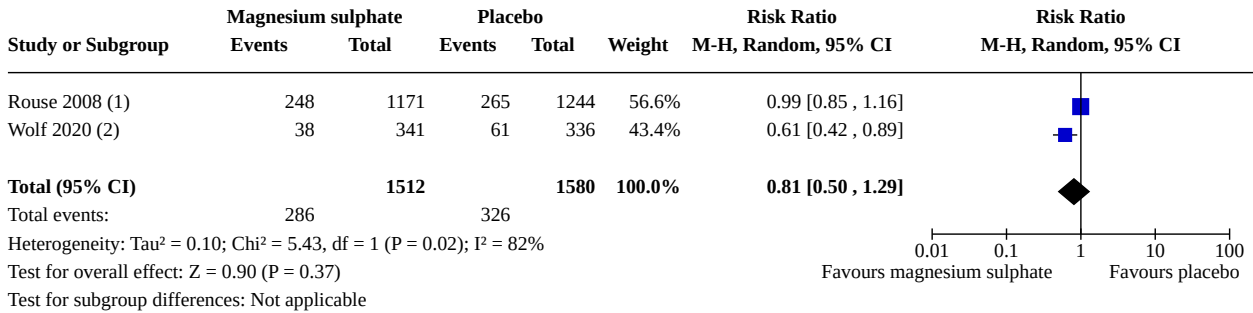 Magnesium sulphate Placebo Risk Ratio Risk Ratio
Study or Subgroup Events Total Events Total Weight M-H, Random, 95% CI M-H, Random, 95% CI
Rouse 2008 (1) 248 1171 265 1244 56.6% 0.99 [0.85 , 1.16]
Wolf 2020 (2) 38 341 61 336 43.4% 0.61 [0.42 , 0.89]
Total (95% CI) 1512 1580 100.0% 0.81 [0.50 , 1.29]
Total events: 286 326
Heterogeneity: Tau² = 0.10; Chi² = 5.43, df = 1 (P = 0.02); I² = 82%
0.01 0.1 1 10 100
Test for overall effect: Z = 0.90 (P = 0.37) Favours magnesium sulphate Favours placebo
Test for subgroup differences: Not applicable